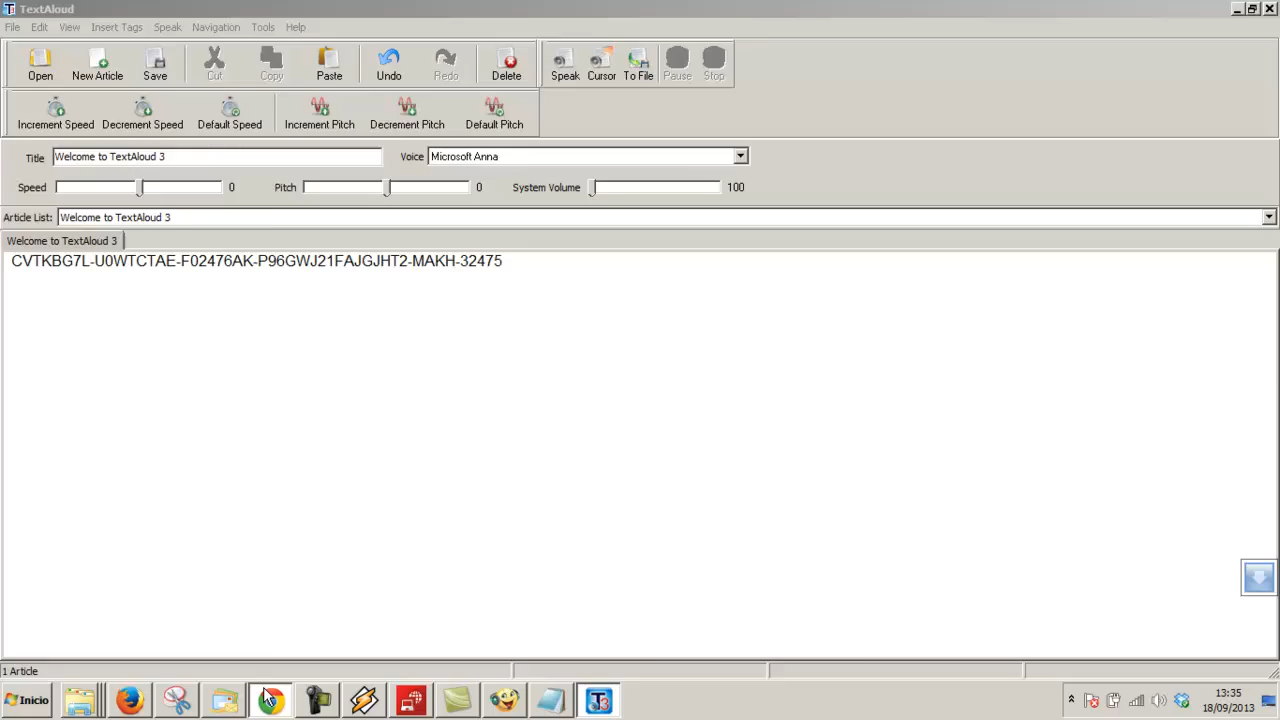 TextAloud
File Edit View Insert Tags Speak Navigation Tools Help
Open New Article Save Cut Copy Paste Undo Redo Delete Speak Cursor To File Pause Stop
Increment Speed Decrement Speed Default Speed Increment Pitch Decrement Pitch Default Pitch
Title Welcome to TextAloud 3 Voice Microsoft Anna
Speed 0 Pitch 0 System Volume 100
Article List: Welcome to TextAloud 3
Welcome to TextAloud 3
CVTKBG7L-U0WTCTAE-F02476AK-P96GWJ21FAJGJHT2-MAKH-32475
1 Article
Inicio
13:35
18/09/2013